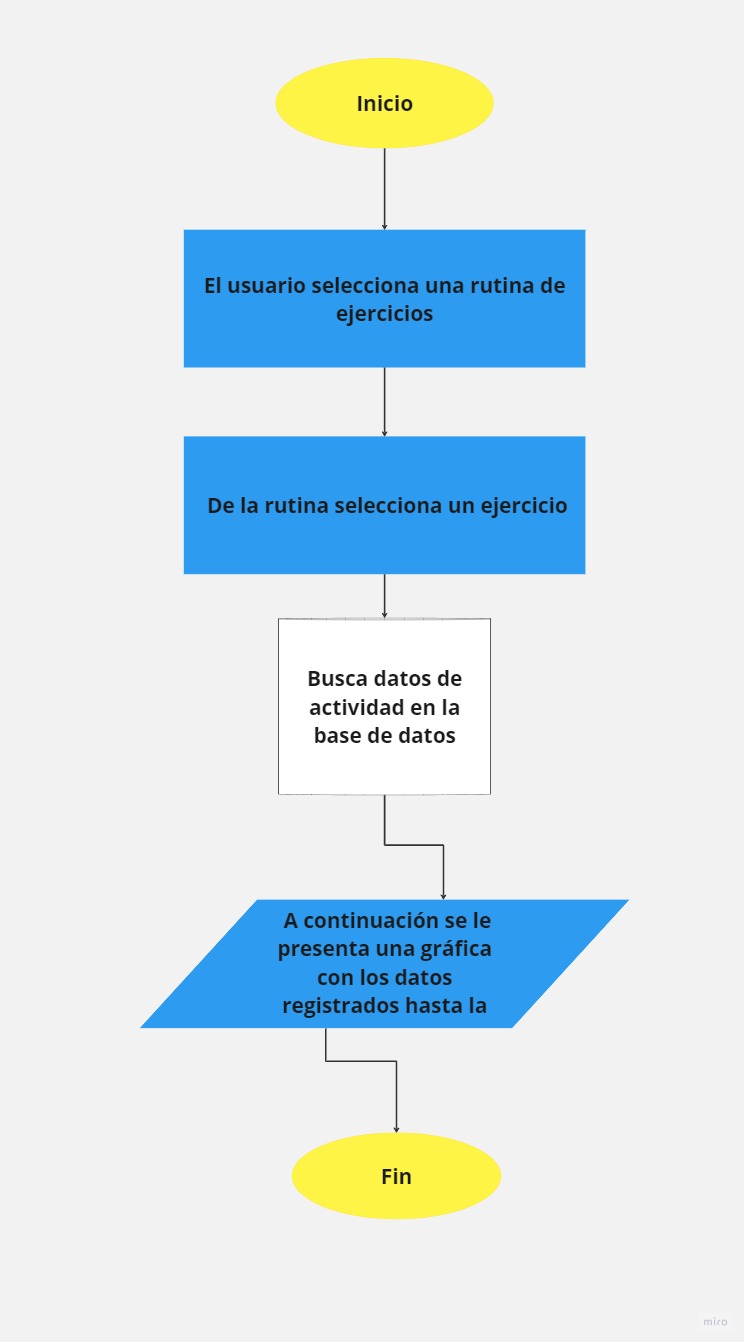 Inicio
El usuario selecciona una rutina de
ejercicios
De la rutina selecciona un ejercicio
Busca datos de
actividad en la
base de datos
A continuación se le
presenta una gráfica
con los datos
registrados hasta la
Fin
miro